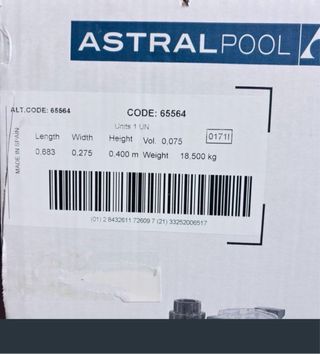 ASTRALPOOL
ALT.CODE: 65564
CODE: 65564
Units 1 UN
Length Width Height Vol. 0,075 0171!
0,683 0,275 0,400 m Weight 18.500 kg
MADE IN SPAIN
(01) 2 8432611 72609 7 (21) 33252006517